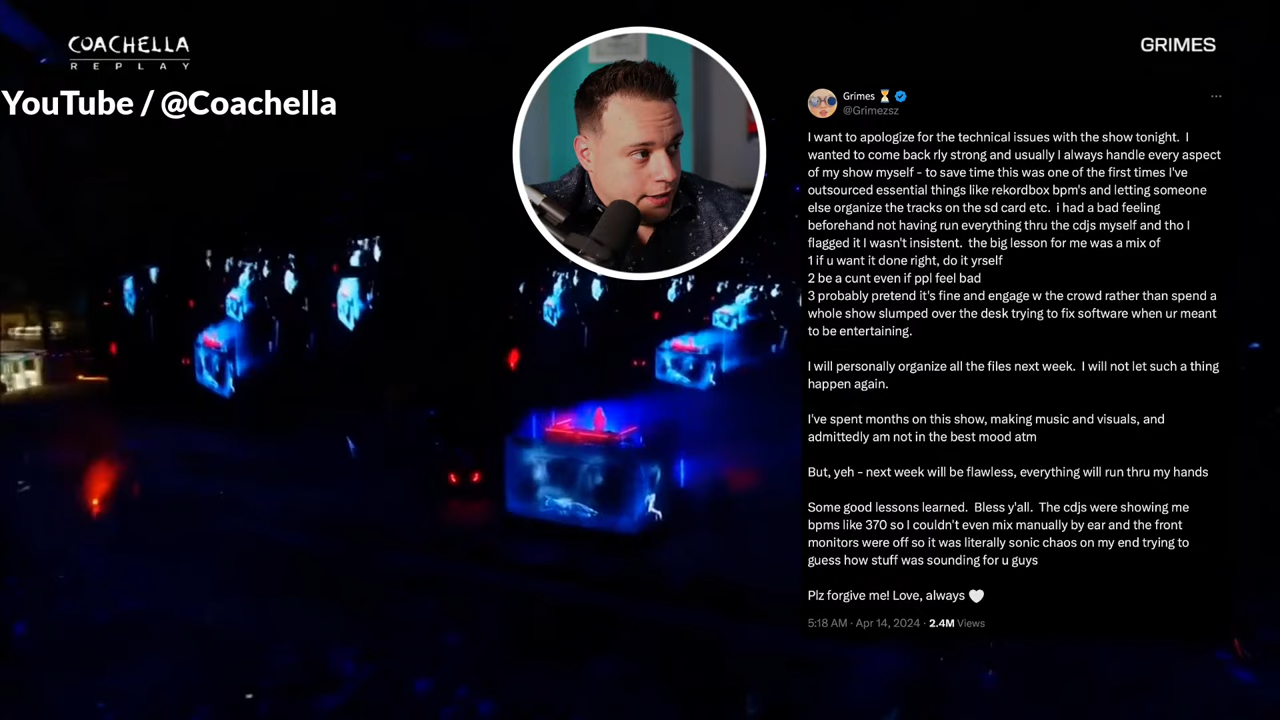 COACHELLA
REPLAY
YouTube / @Coachella
GRIMES
Grimes ⏳
@Grimezsz
I want to apologize for the technical issues with the show tonight. I
wanted to come back rly strong and usually I always handle every aspect
of my show myself - to save time this was one of the first times I've
outsourced essential things like rekordbox bpm's and letting someone
else organize the tracks on the sd card etc. i had a bad feeling
beforehand not having run everything thru the cdjs myself and tho I
flagged it I wasn't insistent. the big lesson for me was a mix of
1 if u want it done right, do it yrself
2 be a cunt even if ppl feel bad
3 probably pretend it's fine and engage w the crowd rather than spend a
whole show slumped over the desk trying to fix software when ur meant
to be entertaining.
I will personally organize all the files next week. I will not let such a thing
happen again.
I've spent months on this show, making music and visuals, and
admittedly am not in the best mood atm
But, yeh - next week will be flawless, everything will run thru my hands
Some good lessons learned. Bless y'all. The cdjs were showing me
bpms like 370 so I couldn't even mix manually by ear and the front
monitors were off so it was literally sonic chaos on my end trying to
guess how stuff was sounding for u guys
Plz forgive me! Love, always 🤍
5:18 AM · Apr 14, 2024 · 2.4M Views